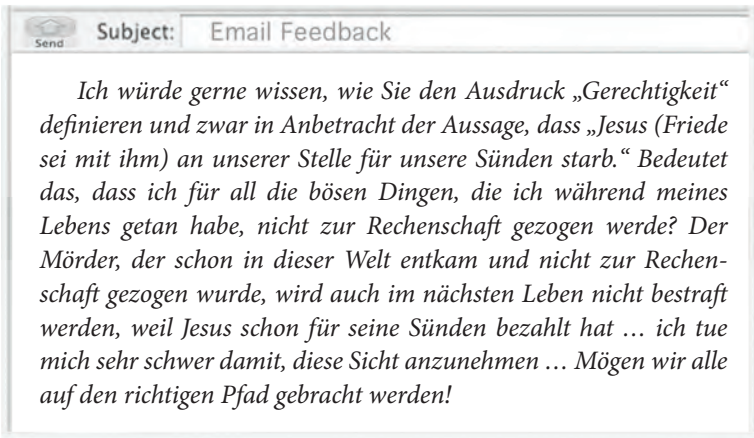 Send Subject: Email Feedback
Ich würde gerne wissen, wie Sie den Ausdruck „Gerechtigkeit“
definieren und zwar in Anbetracht der Aussage, dass „Jesus (Friede
sei mit ihm) an unserer Stelle für unsere Sünden starb.“ Bedeutet
das, dass ich für all die bösen Dingen, die ich während meines
Lebens getan habe, nicht zur Rechenschaft gezogen werde? Der
Mörder, der schon in dieser Welt entkam und nicht zur Rechen-
schaft gezogen wurde, wird auch im nächsten Leben nicht bestraft
werden, weil Jesus schon für seine Sünden bezahlt hat … ich tue
mich sehr schwer damit, diese Sicht anzunehmen … Mögen wir alle
auf den richtigen Pfad gebracht werden!